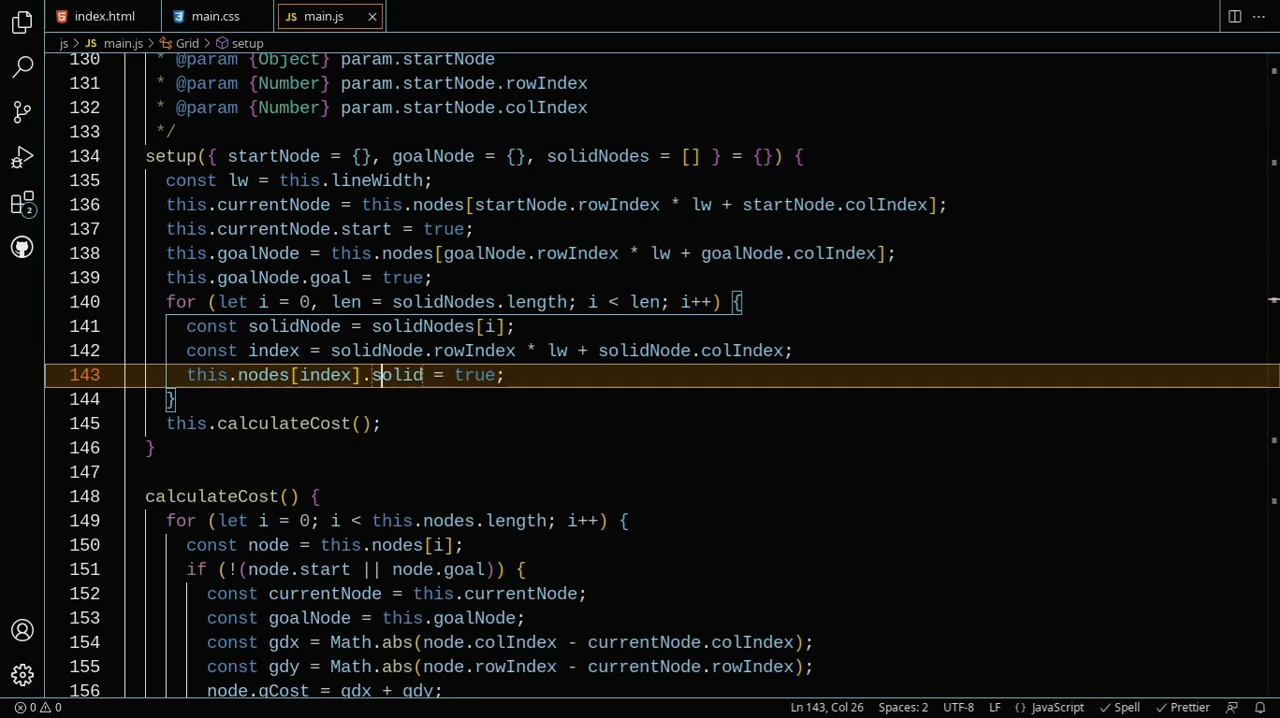 index.html
main.css
JS main.js
js > JS main.js > Grid > setup
130 * @param {Object} param.startNode
131 * @param {Number} param.startNode.rowIndex
132 * @param {Number} param.startNode.colIndex
133 */
134 setup({ startNode = {}, goalNode = {}, solidNodes = [] } = {}) {
135 const lw = this.lineWidth;
136 this.currentNode = this.nodes[startNode.rowIndex * lw + startNode.colIndex];
137 this.currentNode.start = true;
138 this.goalNode = this.nodes[goalNode.rowIndex * lw + goalNode.colIndex];
139 this.goalNode.goal = true;
140 for (let i = 0, len = solidNodes.length; i < len; i++) {
141 const solidNode = solidNodes[i];
142 const index = solidNode.rowIndex * lw + solidNode.colIndex;
143 this.nodes[index].solid = true;
144 }
145 this.calculateCost();
146 }
147
148 calculateCost() {
149 for (let i = 0; i < this.nodes.length; i++) {
150 const node = this.nodes[i];
151 if (!(node.start || node.goal)) {
152 const currentNode = this.currentNode;
153 const goalNode = this.goalNode;
154 const gdx = Math.abs(node.colIndex - currentNode.colIndex);
155 const gdy = Math.abs(node.rowIndex - currentNode.rowIndex);
156 node.gCost = gdx + gdy;
2
0 0 Ln 143, Col 26 Spaces: 2 UTF-8 LF {} JavaScript Spell Prettier